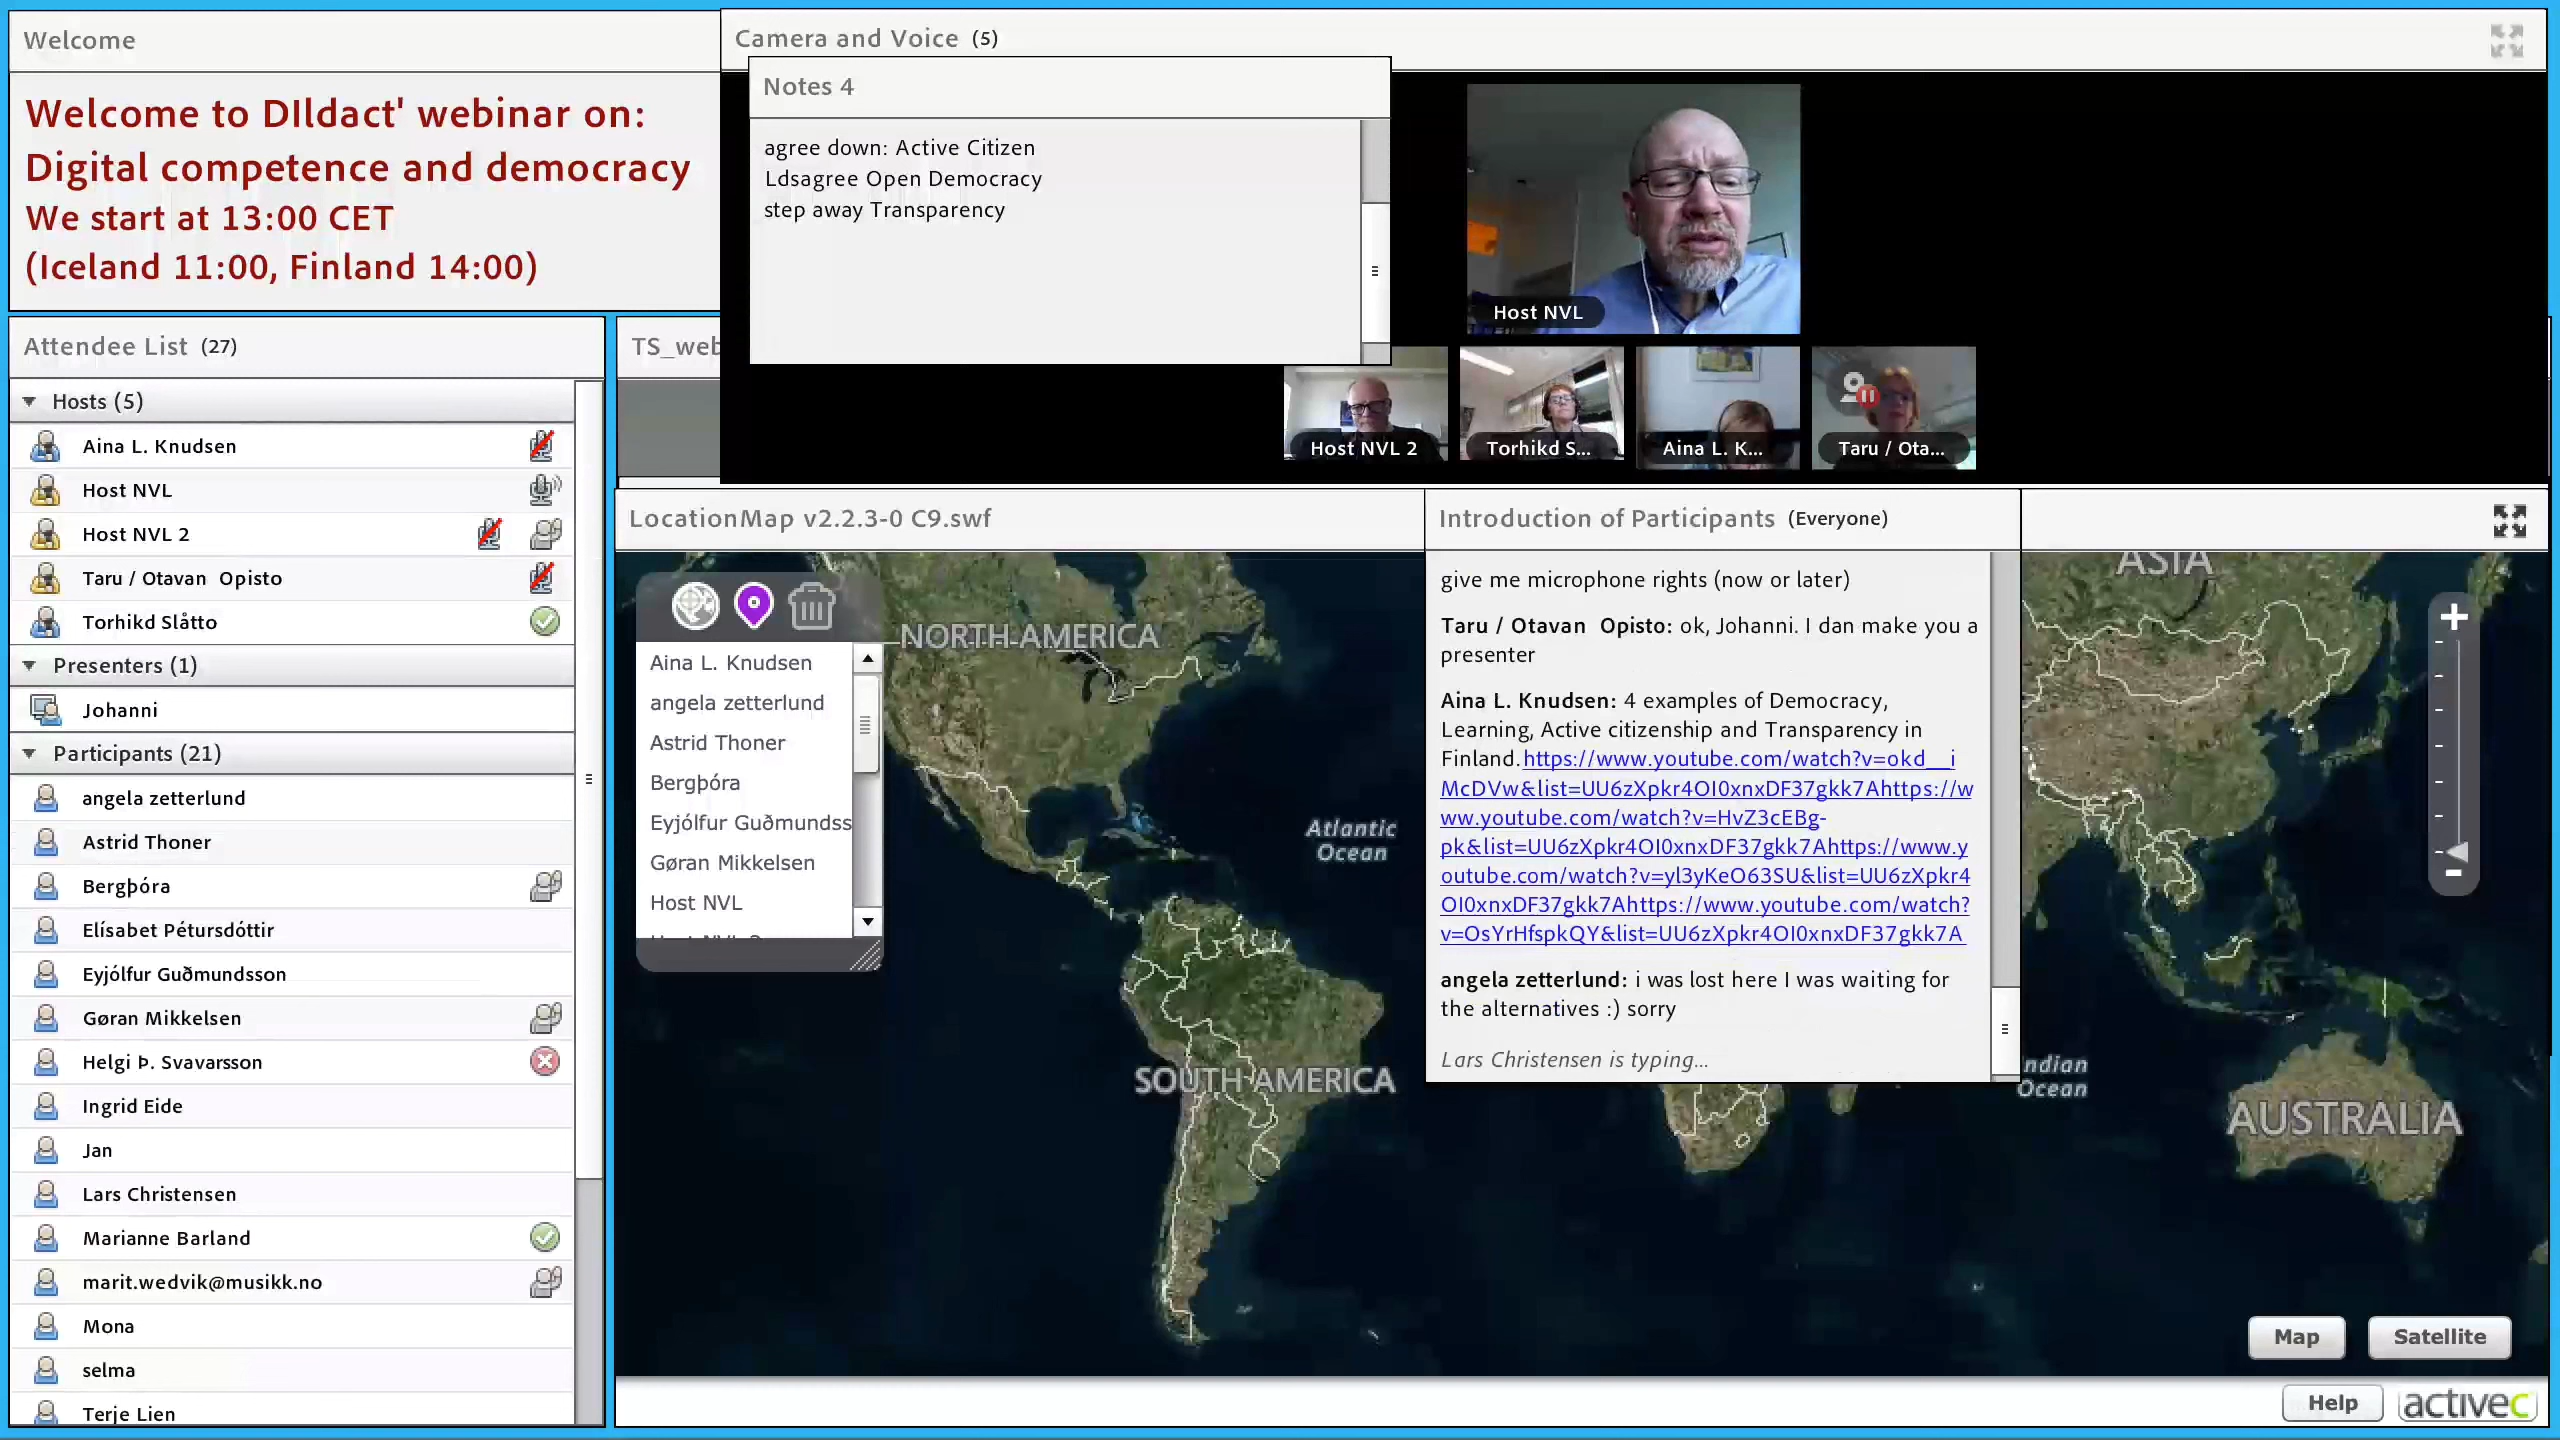 Welcome
Welcome to DIldact' webinar on:
Digital competence and democracy
We start at 13:00 CET
(Iceland 11:00, Finland 14:00)
Camera and Voice (5)
Notes 4
agree down: Active Citizen
Ldsagree Open Democracy
step away Transparency
Host NVL
Host NVL 2
Torhikd S...
Aina L. K...
Taru / Ota...
Attendee List (27)
Hosts (5)
Aina L. Knudsen
Host NVL
Host NVL 2
Taru / Otavan Opisto
Torhikd Slåtto
Presenters (1)
Johanni
Participants (21)
angela zetterlund
Astrid Thoner
Bergþóra
Elísabet Pétursdóttir
Eyjólfur Guðmundsson
Gøran Mikkelsen
Helgi Þ. Svavarsson
Ingrid Eide
Jan
Lars Christensen
Marianne Barland
marit.wedvik@musikk.no
Mona
selma
Terje Lien
TS_web
LocationMap v2.2.3-0 C9.swf
Aina L. Knudsen
angela zetterlund
Astrid Thoner
Bergþóra
Eyjólfur Guðmundss
Gøran Mikkelsen
Host NVL
NORTH AMERICA
Atlantic
Ocean
SOUTH AMERICA
Introduction of Participants (Everyone)
give me microphone rights (now or later)
Taru / Otavan Opisto: ok, Johanni. I dan make you a
presenter
Aina L. Knudsen: 4 examples of Democracy,
Learning, Active citizenship and Transparency in
Finland.https://www.youtube.com/watch?v=okd__i
McDVw&list=UU6zXpkr4OI0xnxDF37gkk7Ahttps://w
ww.youtube.com/watch?v=HvZ3cEBg-
pk&list=UU6zXpkr4OI0xnxDF37gkk7Ahttps://www.y
outube.com/watch?v=yl3yKeO63SU&list=UU6zXpkr4
OI0xnxDF37gkk7Ahttps://www.youtube.com/watch?
v=OsYrHfspkQY&list=UU6zXpkr4OI0xnxDF37gkk7A
angela zetterlund: i was lost here I was waiting for
the alternatives :) sorry
Lars Christensen is typing...
ASIA
ndian
Ocean
AUSTRALIA
Map
Satellite
Help
activec